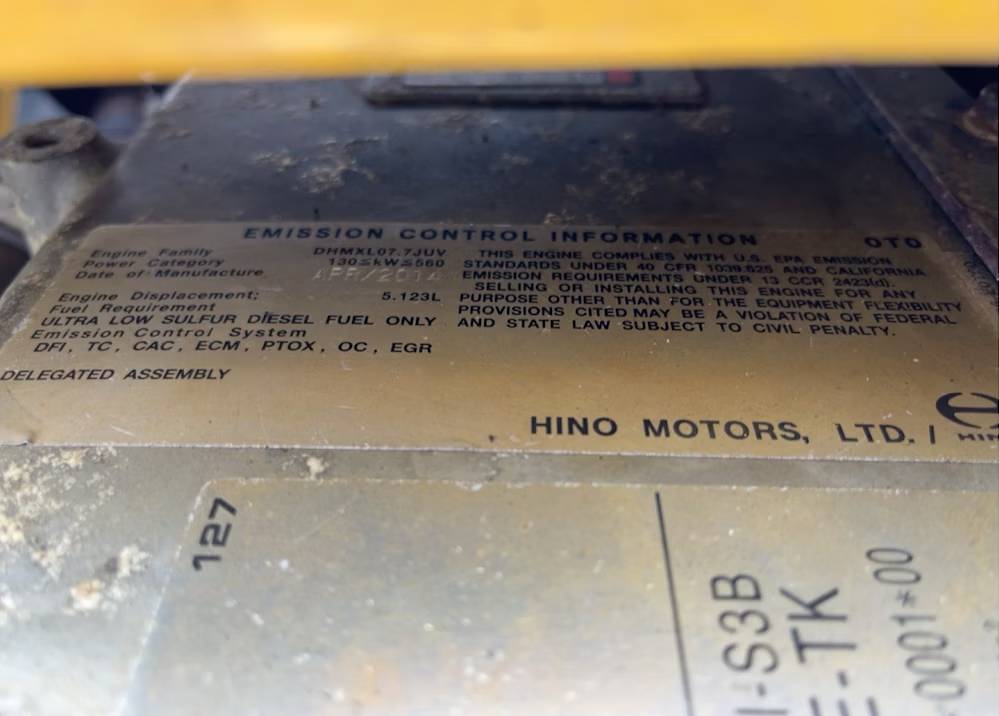 EMISSION CONTROL INFORMATION OTO
Engine Family DHMXL07.7JUV
Power Category 130≤kW≤560
Date of Manufacture APR/2014
Engine Displacement; 5.123L
Fuel Requirement
ULTRA LOW SULFUR DIESEL FUEL ONLY
Emission Control System
DFI, TC, CAC, ECM, PTOX, OC, EGR
DELEGATED ASSEMBLY
THIS ENGINE COMPLIES WITH U.S. EPA EMISSION
STANDARDS UNDER 40 CFR 1039.625 AND CALIFORNIA
EMISSION REQUIREMENTS UNDER 13 CCR 2423(d).
SELLING OR INSTALLING THIS ENGINE FOR ANY
PURPOSE OTHER THAN FOR THE EQUIPMENT FLEXIBILITY
PROVISIONS CITED MAY BE A VIOLATION OF FEDERAL
AND STATE LAW SUBJECT TO CIVIL PENALTY.
HINO MOTORS, LTD. /
127
I-S3B
E-TK
0001*00